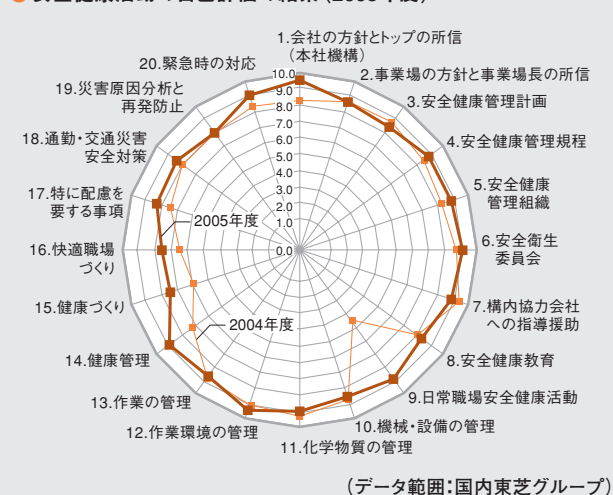 1.会社の方針とトップの所信
(本社機構)
2.事業場の方針と事業場長の所信
3.安全健康管理計画
4.安全健康管理規程
5.安全健康
管理組織
6.安全衛生
委員会
7.構内協力会社
への指導援助
8.安全健康教育
9.日常職場安全健康活動
10.機械・設備の管理
11.化学物質の管理
12.作業環境の管理
13.作業の管理
14.健康管理
15.健康づくり
16.快適職場
づくり
17.特に配慮を
要する事項
18.通勤・交通災害
安全対策
19.災害原因分析と
再発防止
20.緊急時の対応
10.0
9.0
8.0
7.0
6.0
5.0
4.0
3.0
2.0
1.0
0.0
2005年度
2004年度
(データ範囲:国内東芝グループ)